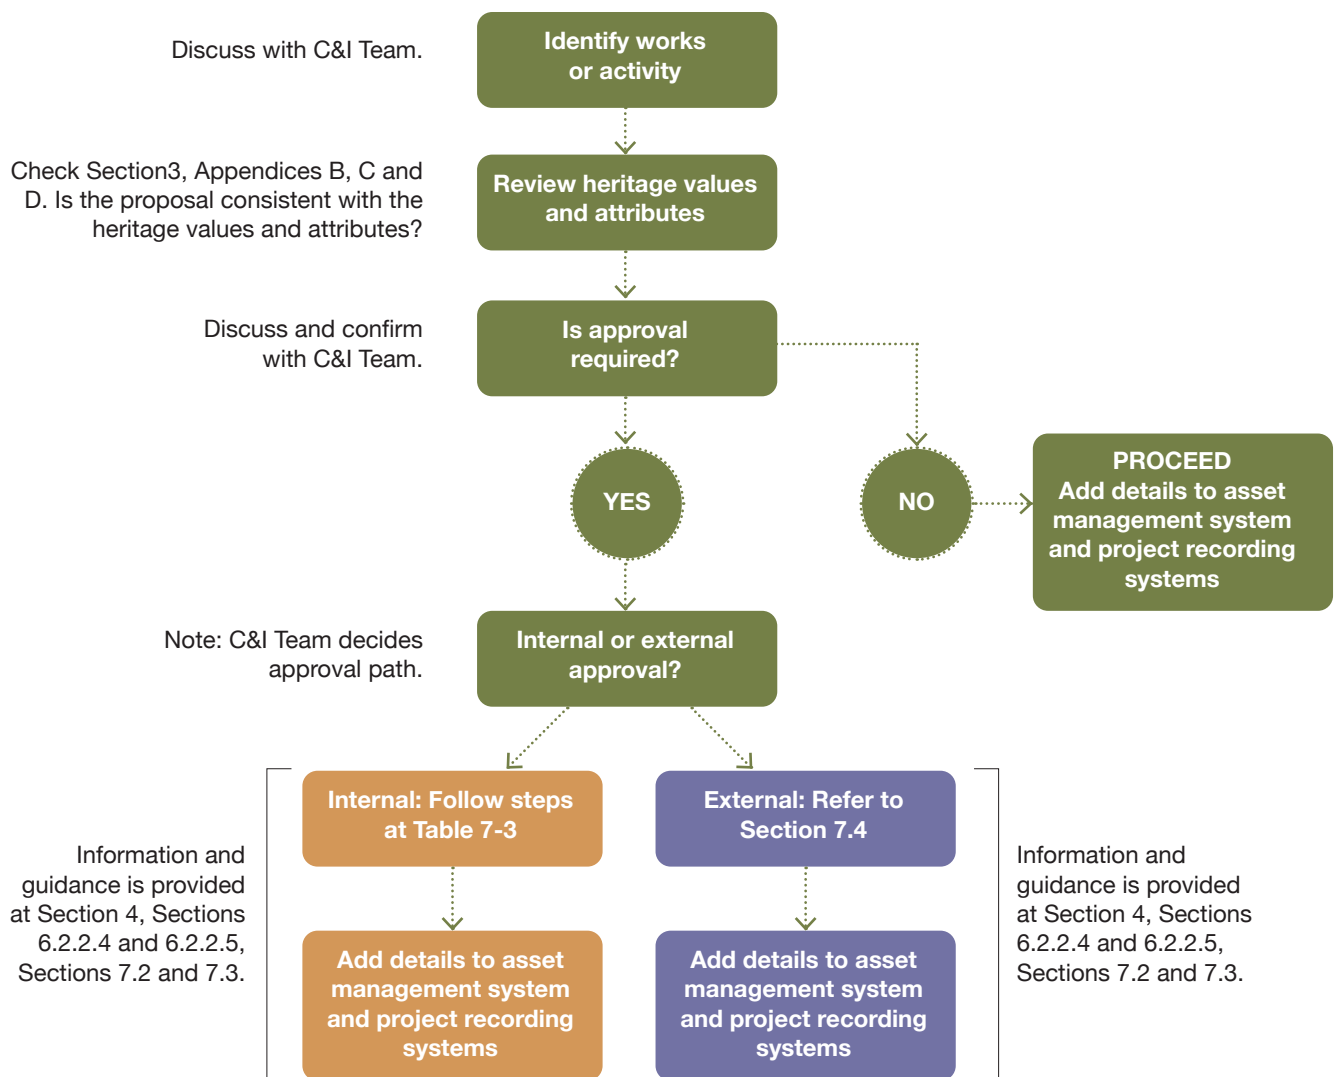 Discuss with C&I Team.
Identify works
or activity
Check Section3, Appendices B, C and
D. Is the proposal consistent with the
heritage values and attributes?
Review heritage values
and attributes
Discuss and confirm
with C&I Team.
Is approval
required?
YES
NO
PROCEED
Add details to asset
management system
and project recording
systems
Note: C&I Team decides
approval path.
Internal or external
approval?
Internal: Follow steps
at Table 7-3
External: Refer to
Section 7.4
Information and
guidance is provided
at Section 4, Sections
6.2.2.4 and 6.2.2.5,
Sections 7.2 and 7.3.
Add details to asset
management system
and project recording
systems
Add details to asset
management system
and project recording
systems
Information and
guidance is provided
at Section 4, Sections
6.2.2.4 and 6.2.2.5,
Sections 7.2 and 7.3.